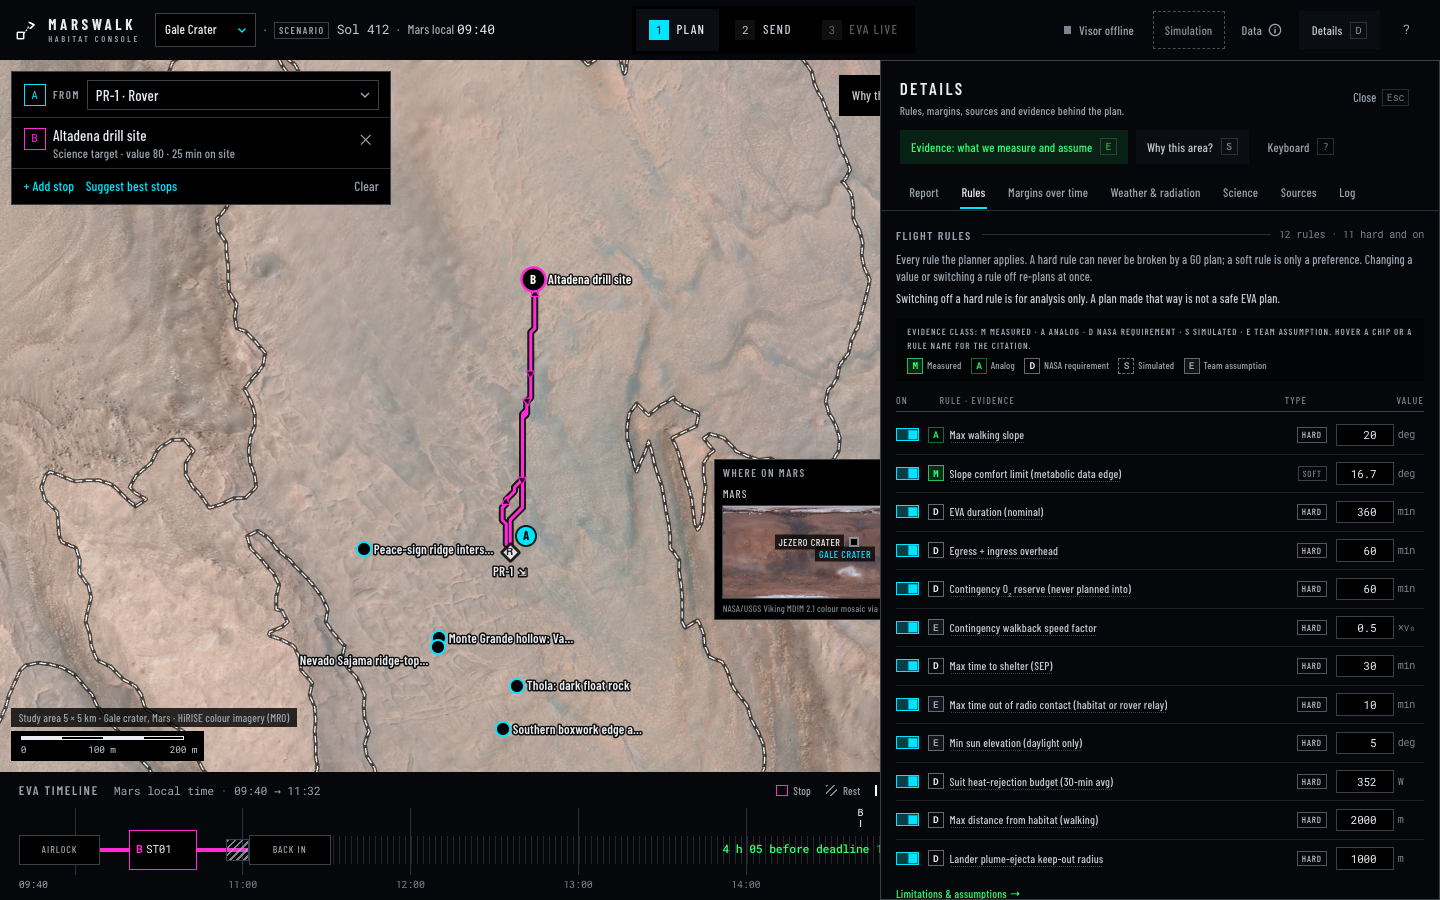 MARSWALK
HABITAT CONSOLE
Gale Crater
· SCENARIO Sol 412 · Mars local 09:40
1 PLAN
2 SEND
3 EVA LIVE
Visor offline
Simulation
Data
Details D
?
A FROM PR-1 · Rover
B Altadena drill site
Science target · value 80 · 25 min on site
+ Add stop Suggest best stops Clear
Why th
B Altadena drill site
A
R
PR-1
Peace-sign ridge inters...
Monte Grande hollow: Va...
Nevado Sajama ridge-top...
Thola: dark float rock
Southern boxwork edge a...
WHERE ON MARS
MARS
JEZERO CRATER
GALE CRATER
NASA/USGS Viking MDIM 2.1 colour mosaic via
Study area 5 × 5 km · Gale crater, Mars · HiRISE colour imagery (MRO)
0 100 m 200 m
EVA TIMELINE Mars local time · 09:40 → 11:32
Stop Rest
B
AIRLOCK
B ST01
BACK IN
4 h 05 before deadline
09:40 11:00 12:00 13:00 14:00
DETAILS
Rules, margins, sources and evidence behind the plan.
Close Esc
Evidence: what we measure and assume E
Why this area? S
Keyboard ?
Report Rules Margins over time Weather & radiation Science Sources Log
FLIGHT RULES 12 rules · 11 hard and on
Every rule the planner applies. A hard rule can never be broken by a GO plan; a soft rule is only a preference. Changing a
value or switching a rule off re-plans at once.
Switching off a hard rule is for analysis only. A plan made that way is not a safe EVA plan.
EVIDENCE CLASS: M MEASURED · A ANALOG · D NASA REQUIREMENT · S SIMULATED · E TEAM ASSUMPTION. HOVER A CHIP OR A
RULE NAME FOR THE CITATION.
M Measured A Analog D NASA requirement S Simulated E Team assumption
ON RULE · EVIDENCE TYPE VALUE
A Max walking slope HARD 20 deg
M Slope comfort limit (metabolic data edge) SOFT 16.7 deg
D EVA duration (nominal) HARD 360 min
D Egress + ingress overhead HARD 60 min
D Contingency O₂ reserve (never planned into) HARD 60 min
E Contingency walkback speed factor HARD 0.5 ×v₀
D Max time to shelter (SEP) HARD 30 min
E Max time out of radio contact (habitat or rover relay) HARD 10 min
E Min sun elevation (daylight only) HARD 5 deg
D Suit heat-rejection budget (30-min avg) HARD 352 W
D Max distance from habitat (walking) HARD 2000 m
D Lander plume-ejecta keep-out radius HARD 1000 m
Limitations & assumptions →